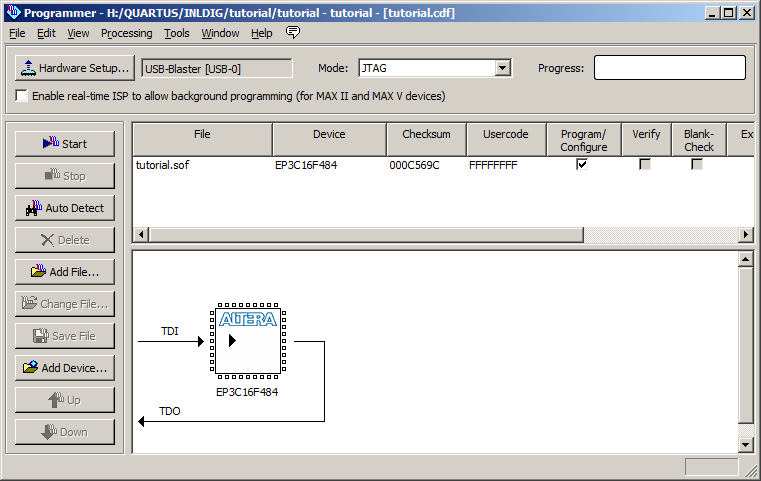 Programmer - H:/QUARTUS/INLDIG/tutorial/tutorial - tutorial - [tutorial.cdf]
File Edit View Processing Tools Window Help
Hardware Setup... USB-Blaster [USB-0] Mode: JTAG Progress:
Enable real-time ISP to allow background programming (for MAX II and MAX V devices)
Start
Stop
Auto Detect
Delete
Add File...
Change File...
Save File
Add Device...
Up
Down
File Device Checksum Usercode Program/ Verify Blank- Ex
Configure Check
tutorial.sof EP3C16F484 000C569C FFFFFFFF
ALTERA
TDI
EP3C16F484
TDO